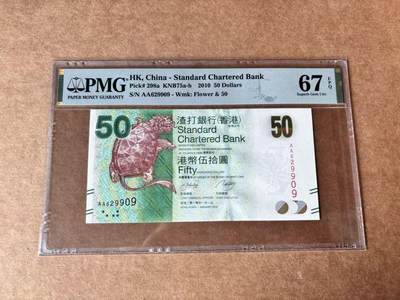 PMG
PAPER MONEY GUARANTY
HK, China - Standard Chartered Bank
Pick# 298a KNB75a-b 2010 50 Dollars
S/N AA629909 - Wmk: Flower & 50
67 EPQ
Superb Gem Unc
50
渣打銀行(香港)
Standard
Chartered Bank
港幣伍拾圓
Fifty
50
AA629909
AA629909